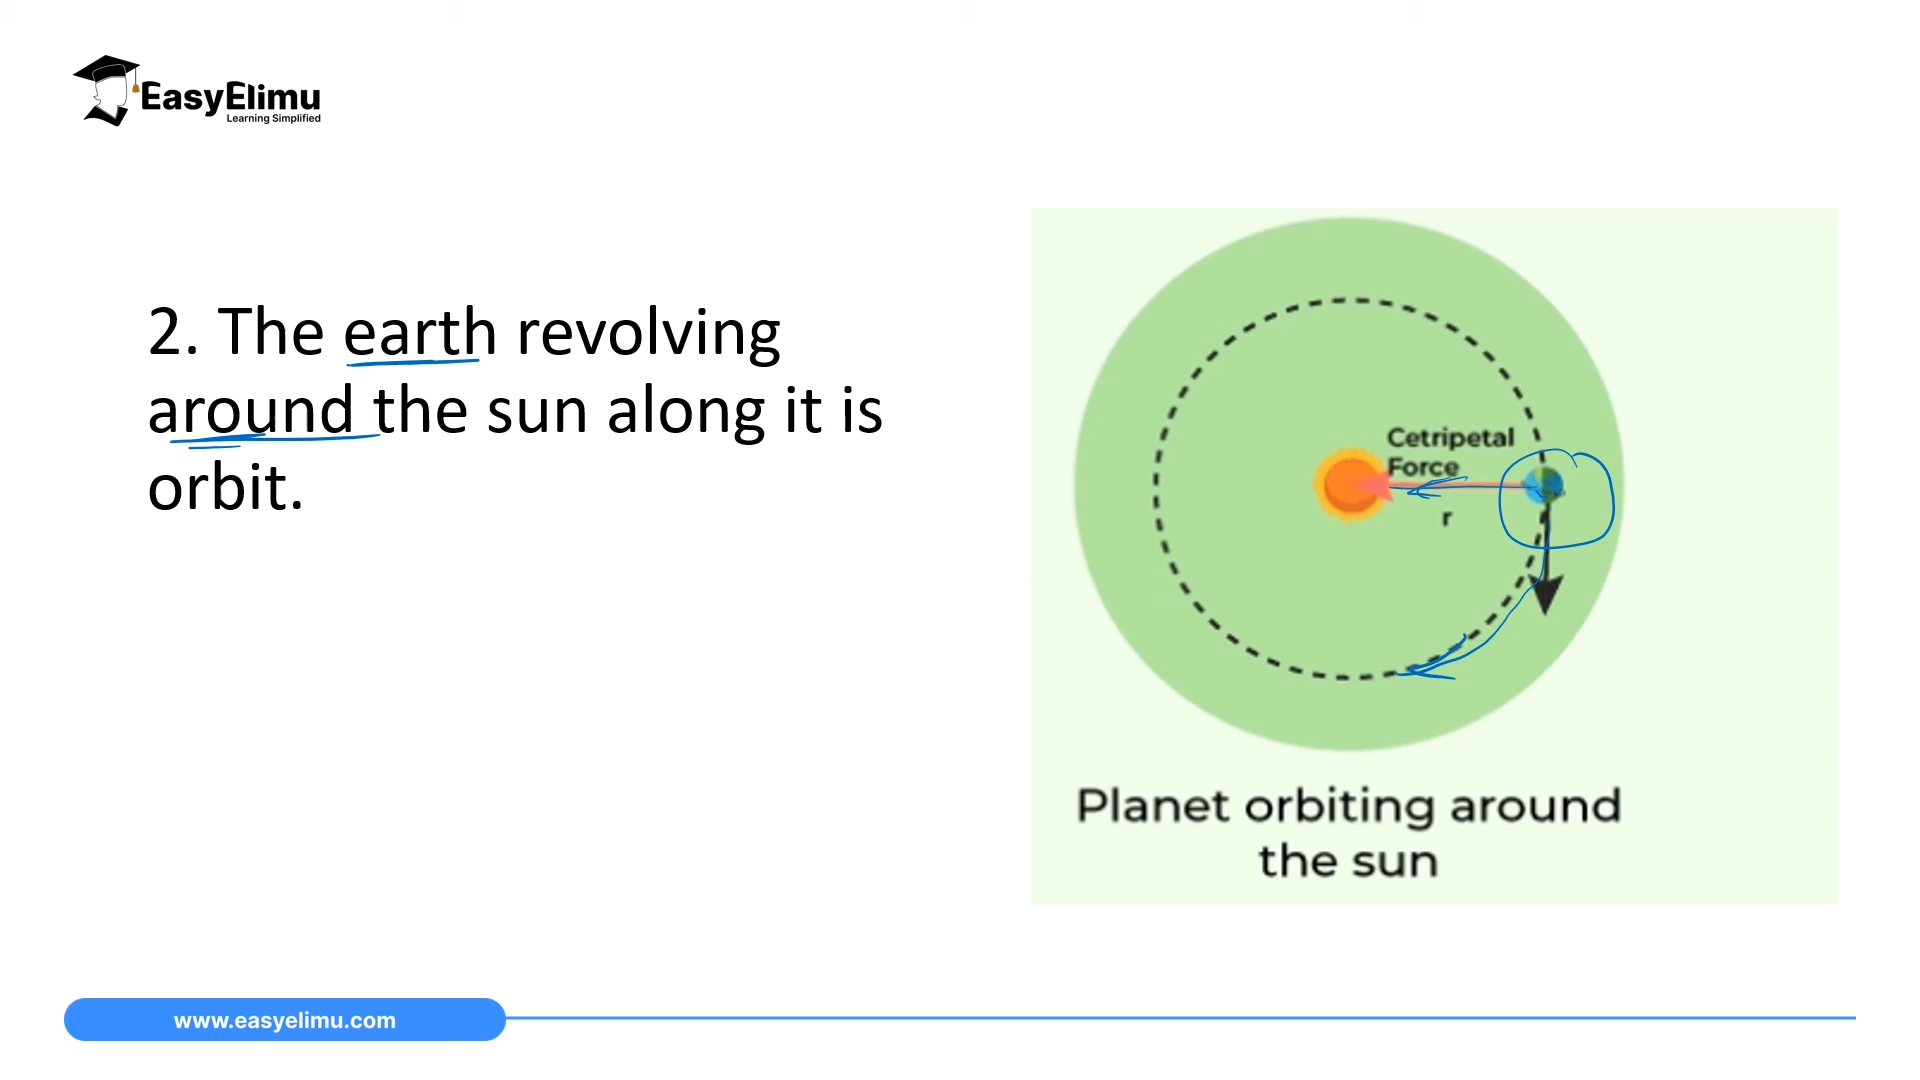 EasyElimu
Learning Simplified
2. The earth revolving
around the sun along it is
orbit.
Cetripetal
Force
r
Planet orbiting around
the sun
www.easyelimu.com